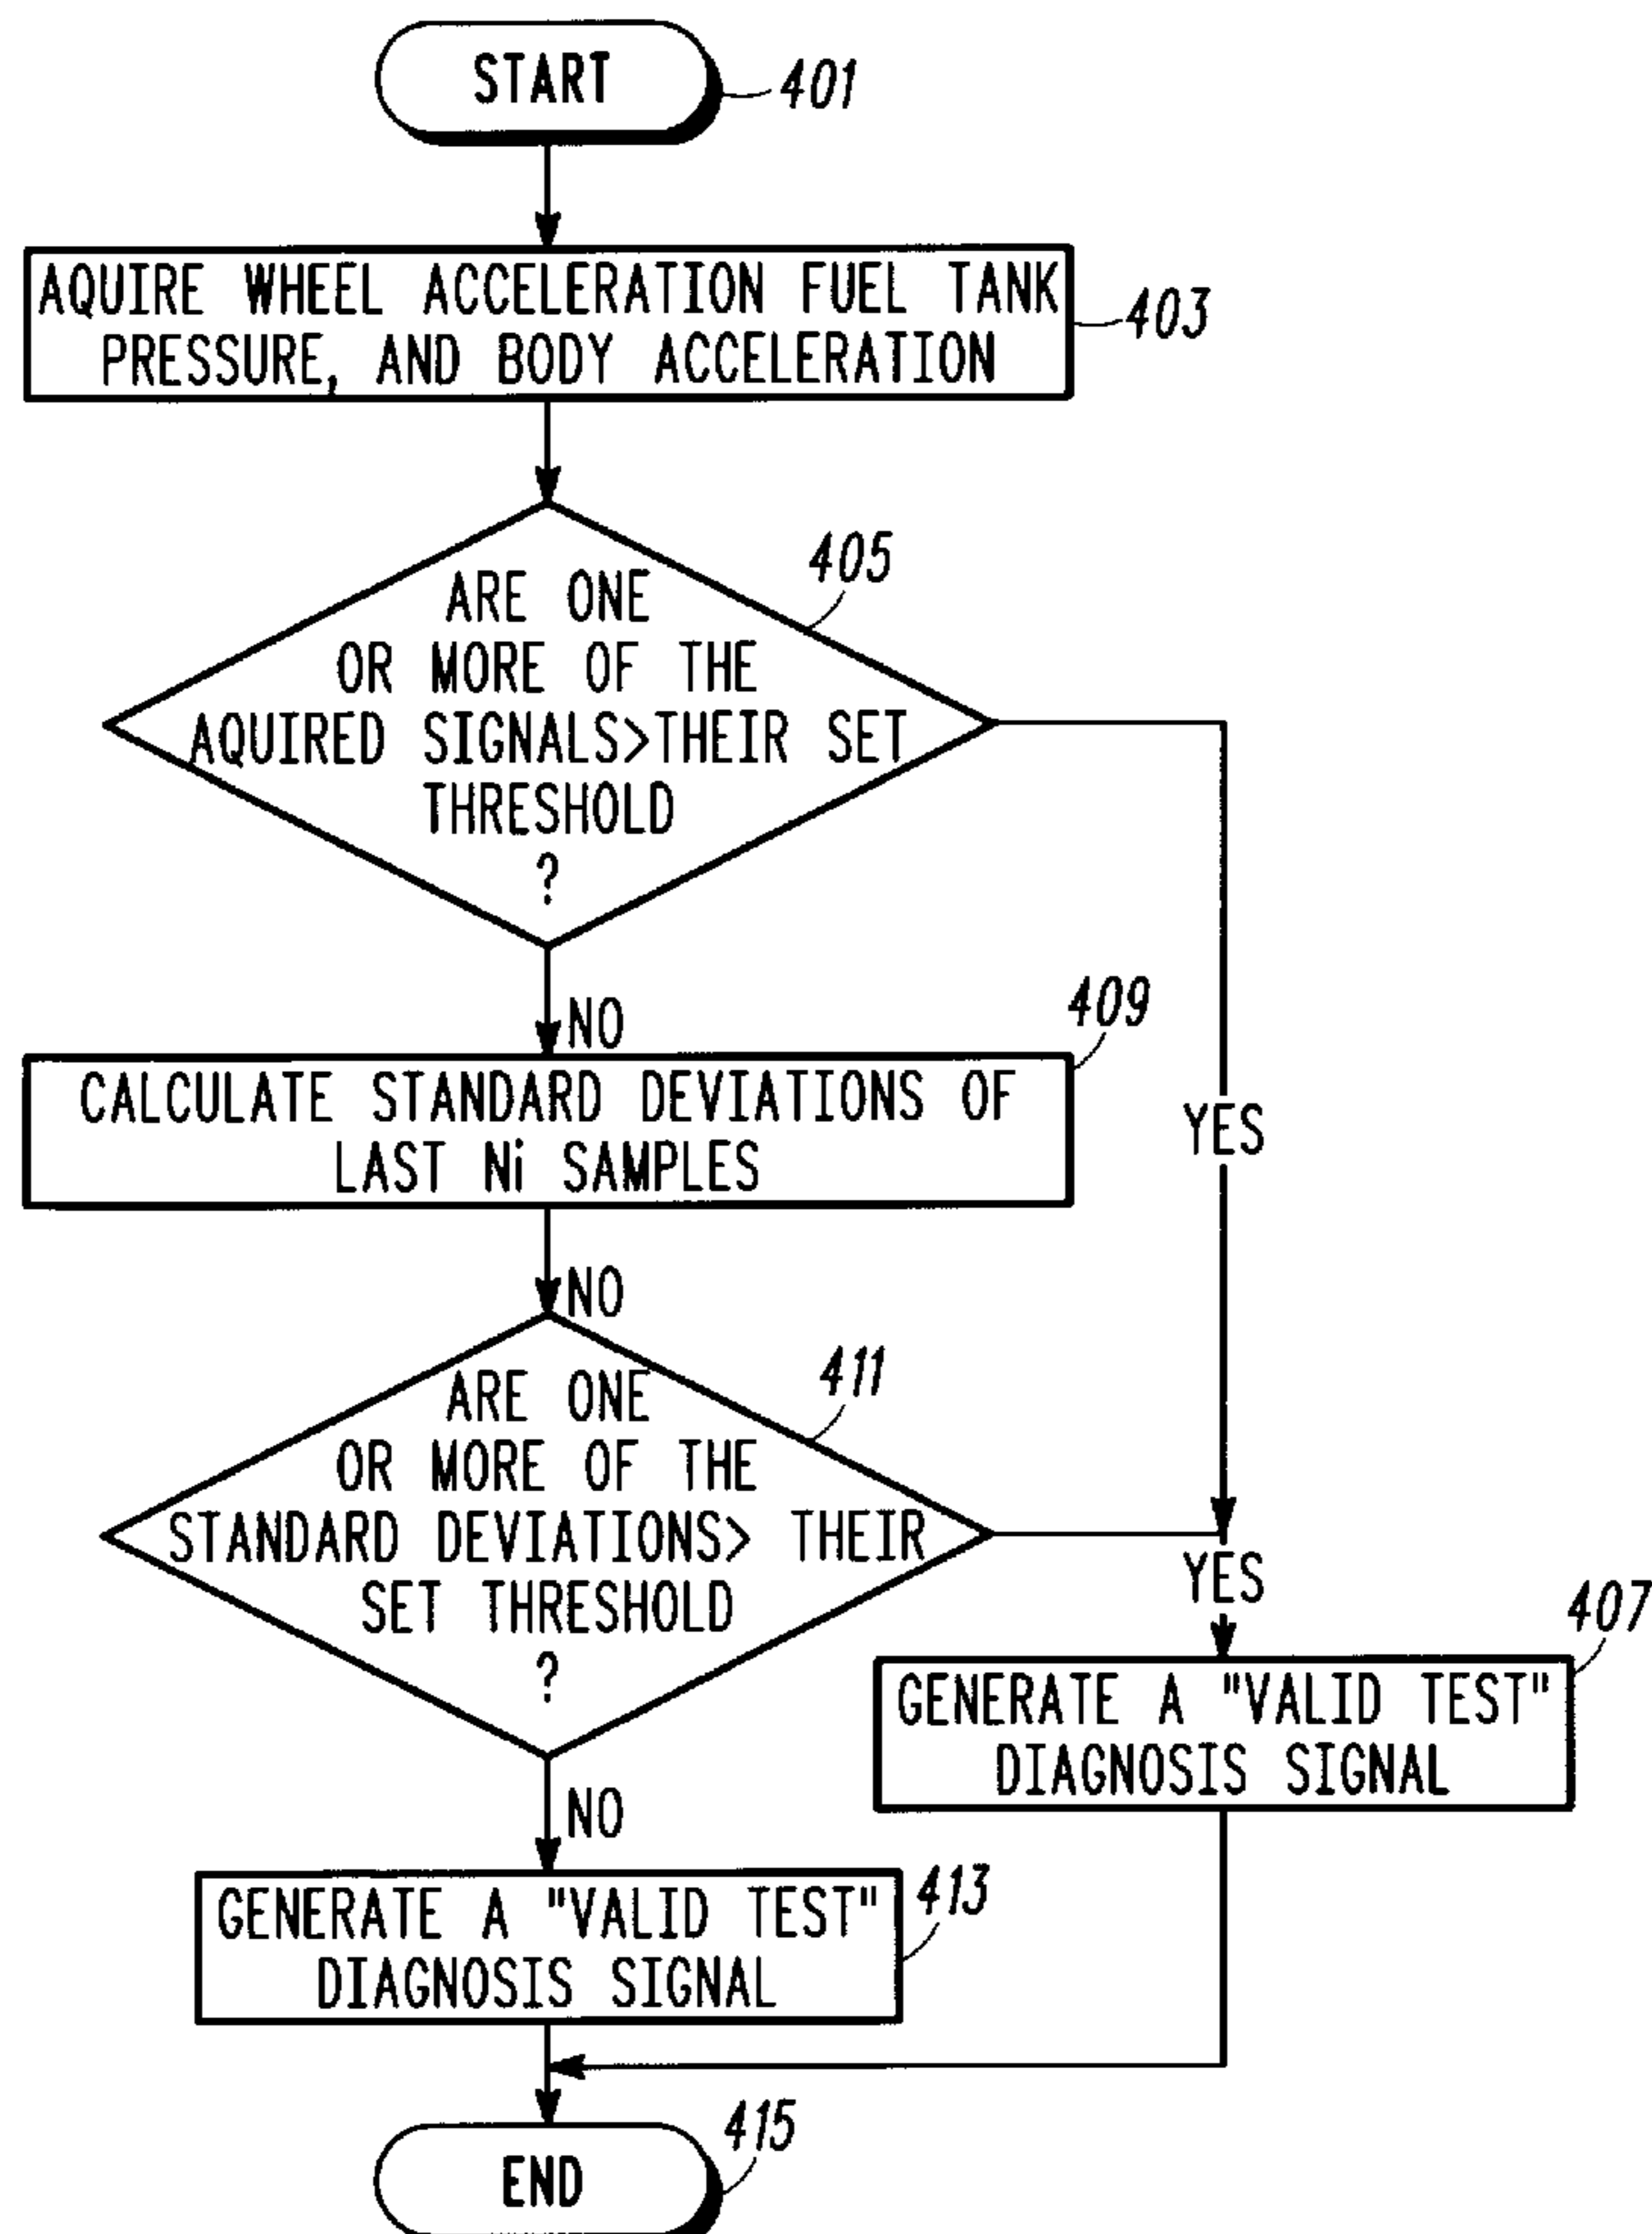 START
401
AQUIRE WHEEL ACCELERATION FUEL TANK
PRESSURE, AND BODY ACCELERATION
403
405
ARE ONE
OR MORE OF THE
AQUIRED SIGNALS>THEIR SET
THRESHOLD
?
NO
409
CALCULATE STANDARD DEVIATIONS OF
LAST Ni SAMPLES
YES
NO
411
ARE ONE
OR MORE OF THE
STANDARD DEVIATIONS> THEIR
SET THRESHOLD
?
YES
407
GENERATE A "VALID TEST"
DIAGNOSIS SIGNAL
NO
413
GENERATE A "VALID TEST"
DIAGNOSIS SIGNAL
415
END